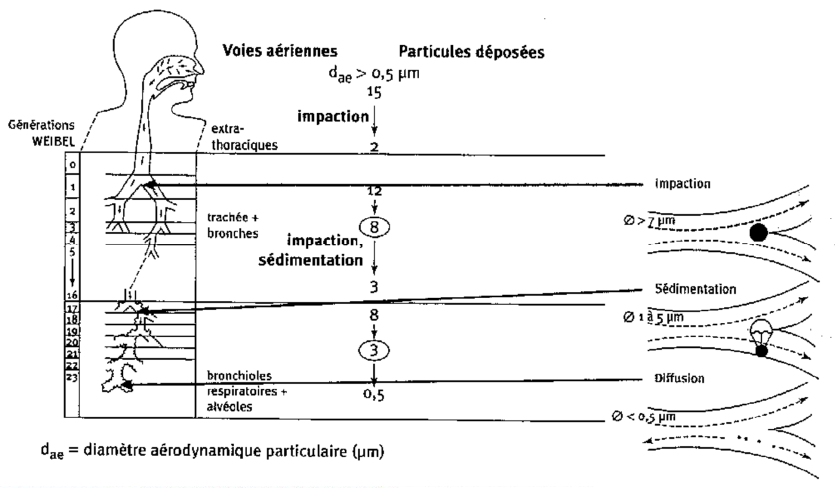 Voies aériennes
Particules déposées
d_ae > 0,5 µm
15
impaction
Générations
WEIBEL
extra-
thoraciques
2
0
1
2
3
4
5
16
17
18
19
20
21
22
23
12
trachée +
bronches
8
impaction,
sédimentation
3
8
3
bronchioles
respiratoires +
alvéoles
0,5
Impaction
Ø > 7 µm
Sédimentation
Ø 1 à 5 µm
Diffusion
Ø < 0,5 µm
d_ae = diamètre aérodynamique particulaire (µm)